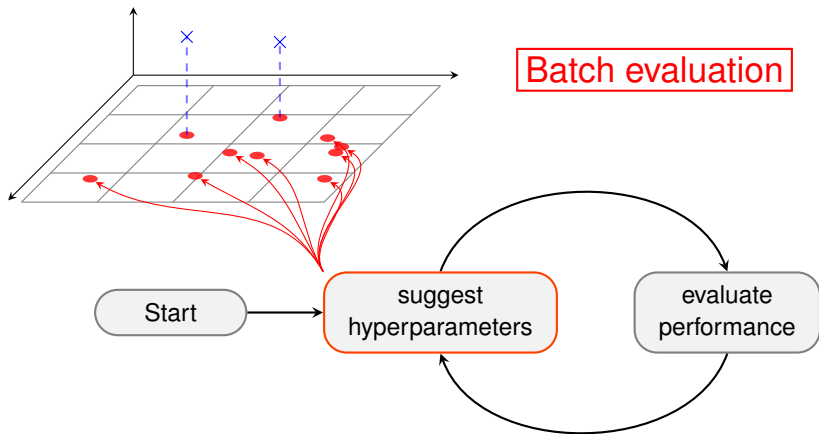 Batch evaluation
Start
suggest
hyperparameters
evaluate
performance